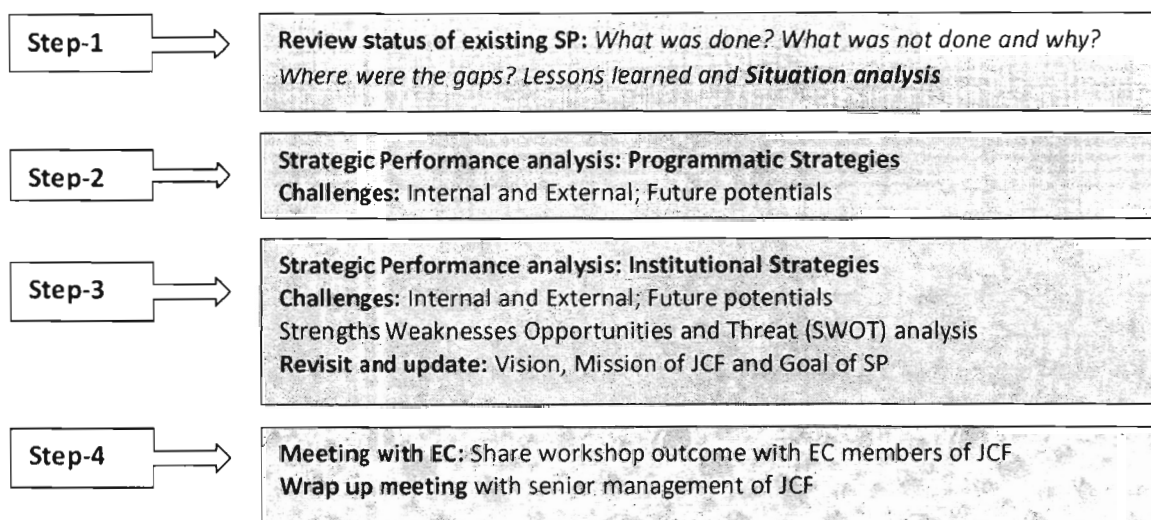 Step-1
Review status of existing SP: What was done? What was not done and why?
Where were the gaps? Lessons learned and Situation analysis
Step-2
Strategic Performance analysis: Programmatic Strategies
Challenges: Internal and External; Future potentials
Step-3
Strategic Performance analysis: Institutional Strategies
Challenges: Internal and External; Future potentials
Strengths Weaknesses Opportunities and Threat (SWOT) analysis
Revisit and update: Vision, Mission of JCF and Goal of SP
Step-4
Meeting with EC: Share workshop outcome with EC members of JCF
Wrap up meeting with senior management of JCF